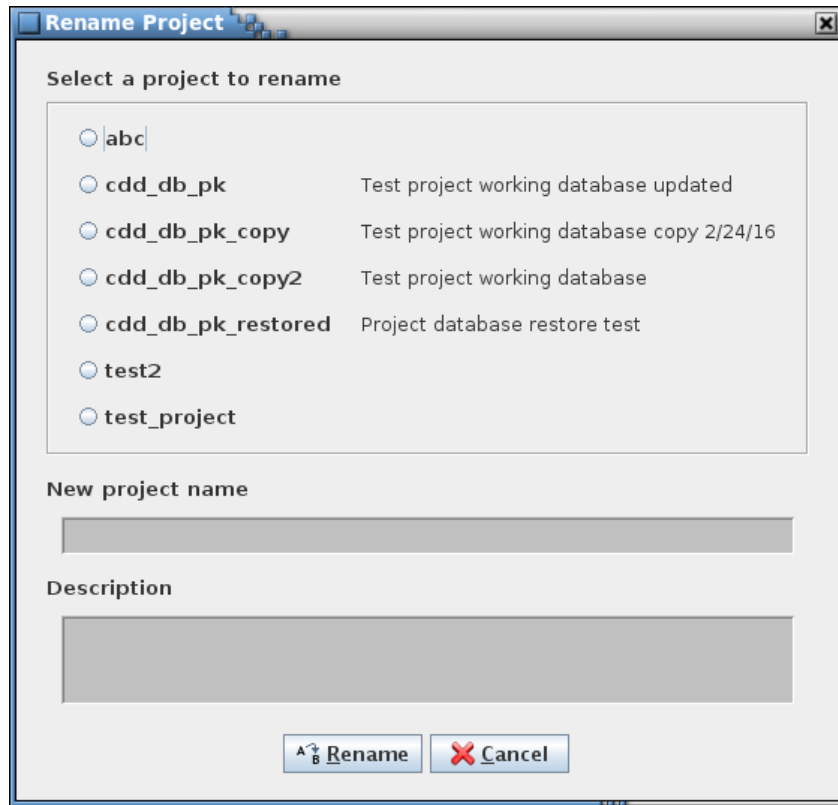 Rename Project
Select a project to rename
abc
cdd_db_pk Test project working database updated
cdd_db_pk_copy Test project working database copy 2/24/16
cdd_db_pk_copy2 Test project working database
cdd_db_pk_restored Project database restore test
test2
test_project
New project name
Description
A B Rename Cancel